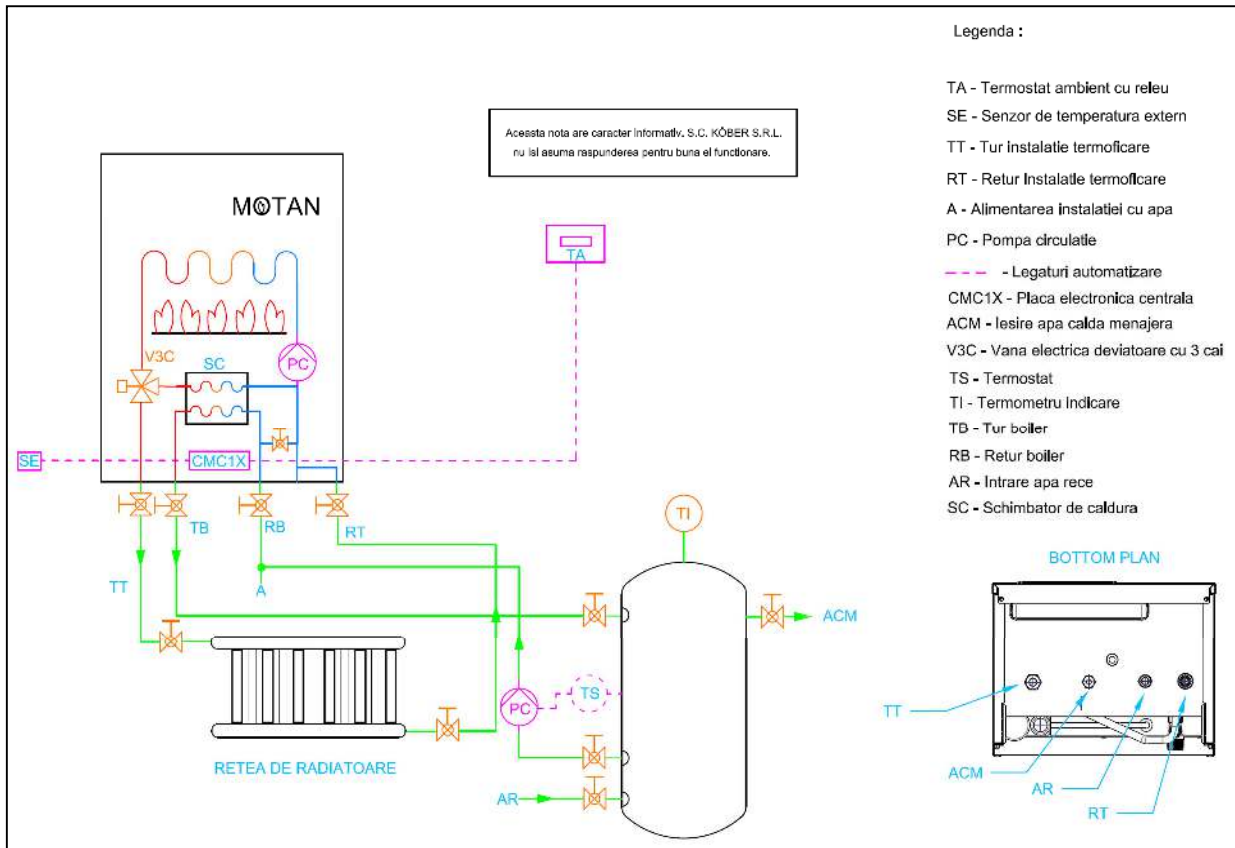 Legenda :
TA - Termostat ambient cu releu
SE - Senzor de temperatura extern
TT - Tur instalatie termoficare
RT - Retur Instalatie termoficare
A - Alimentarea instalatiei cu apa
PC - Pompa circulatie
- Legaturi automatizare
CMC1X - Placa electronica centrala
ACM - Iesire apa calda menajera
V3C - Vana electrica deviatoare cu 3 cai
TS - Termostat
TI - Termometru Indicare
TB - Tur boiler
RB - Retur boiler
AR - Intrare apa rece
SC - Schimbator de caldura
Aceasta nota are caracter Informativ. S.C. KÖBER S.R.L.
nu isi asuma raspunderea pentru buna ei functionare.
MOTAN
TA
V3C
SC
PC
SE
CMC1X
TB
RB
RT
TI
TT
A
ACM
PC
TS
RETEA DE RADIATOARE
AR
BOTTOM PLAN
TT
ACM
AR
RT